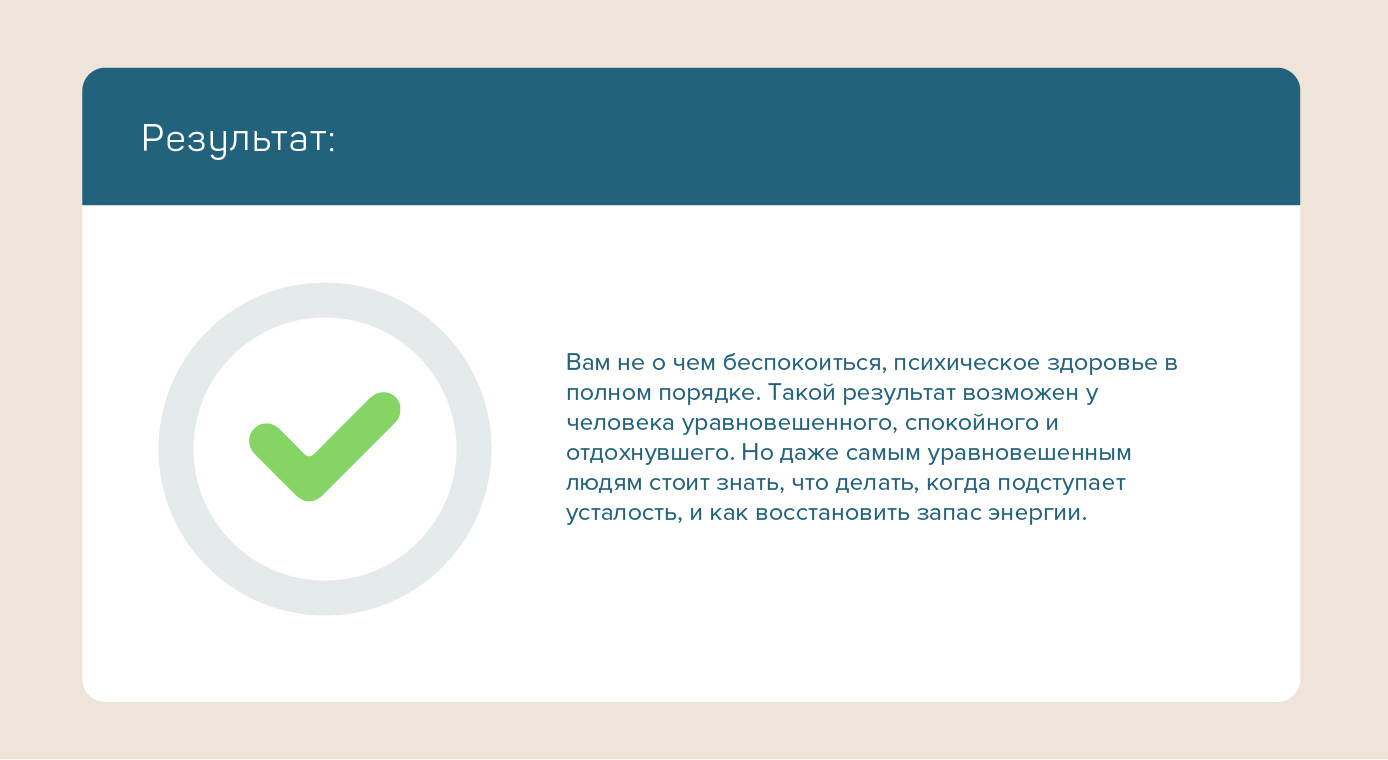 Результат:
Вам не о чем беспокоиться, психическое здоровье в
полном порядке. Такой результат возможен у
человека уравновешенного, спокойного и
отдохнувшего. Но даже самым уравновешенным
людям стоит знать, что делать, когда подступает
усталость, и как восстановить запас энергии.